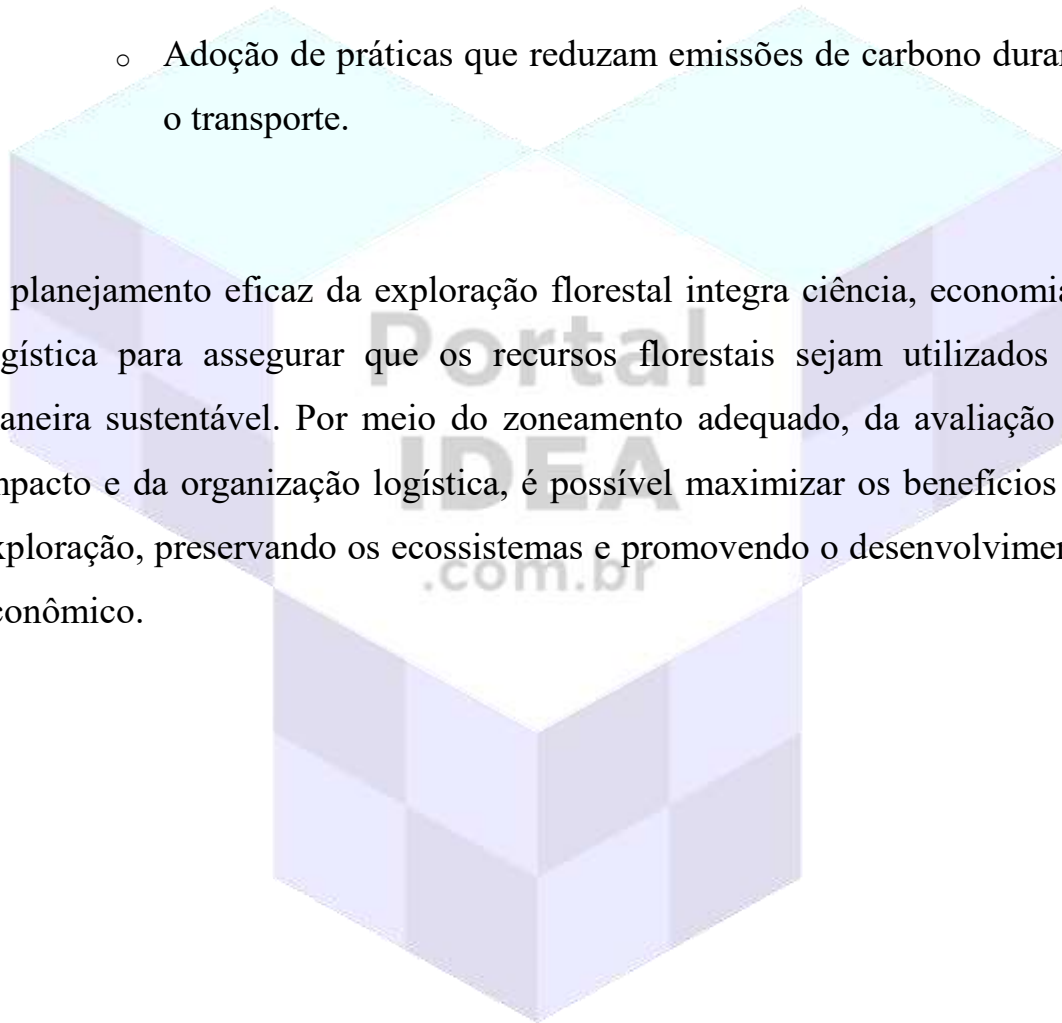 Adoção de práticas que reduzam emissões de carbono duran
o transporte.
planejamento eficaz da exploração florestal integra ciência, economia
gística para assegurar que os recursos florestais sejam utilizados
aneira sustentável. Por meio do zoneamento adequado, da avaliação
mpacto e da organização logística, é possível maximizar os benefícios
xploração, preservando os ecossistemas e promovendo o desenvolvimen
conômico.
Portal
IDEA
.com.br